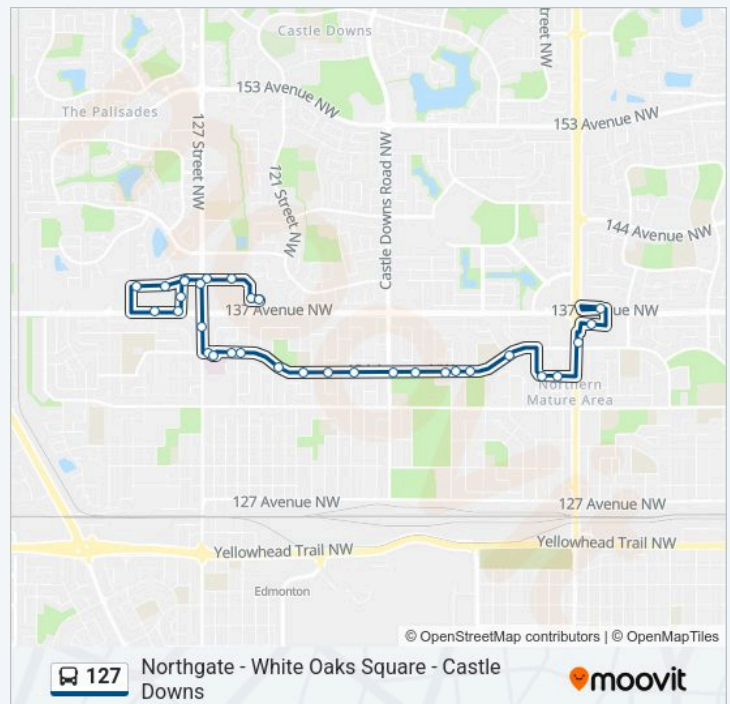 Castle Downs
Street NW
153 Avenue NW
The Palisades
153 Avenue NW
127 Street NW
Castle Downs Road NW
121 Street NW
144 Avenue NW
137 Avenue NW
Northern
Mature Area
127 Avenue NW
127 Avenue NW
Yellowhead Trail NW
Yellowhead Trail NW
Edmonton
© OpenStreetMap contributors | © OpenMapTiles
127
Northgate - White Oaks Square - Castle
Downs
moovit